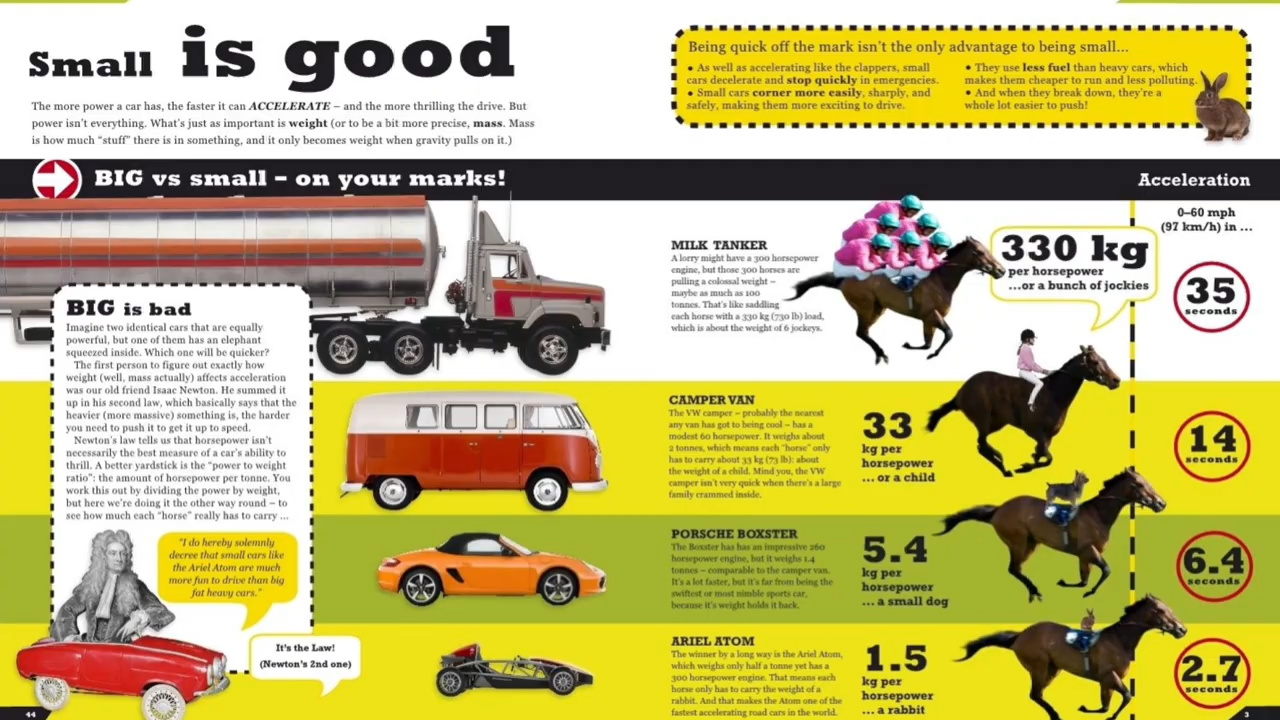 Small is good
The more power a car has, the faster it can ACCELERATE – and the more thrilling the drive. But
power isn't everything. What's just as important is weight (or to be a bit more precise, mass. Mass
is how much "stuff" there is in something, and it only becomes weight when gravity pulls on it.)
Being quick off the mark isn't the only advantage to being small...
• As well as accelerating like the clappers, small
cars decelerate and stop quickly in emergencies.
• Small cars corner more easily, sharply, and
safely, making them more exciting to drive.
• They use less fuel than heavy cars, which
makes them cheaper to run and less polluting.
• And when they break down, they're a
whole lot easier to push!
BIG vs small – on your marks!
Acceleration
0–60 mph
(97 km/h) in ...
BIG is bad
Imagine two identical cars that are equally
powerful, but one of them has an elephant
squeezed inside. Which one will be quicker?
The first person to figure out exactly how
weight (well, mass actually) affects acceleration
was our old friend Isaac Newton. He summed it
up in his second law, which basically says that the
heavier (more massive) something is, the harder
you need to push it to get it up to speed.
Newton's law tells us that horsepower isn't
necessarily the best measure of a car's ability to
thrill. A better yardstick is the "power to weight
ratio": the amount of horsepower per tonne. You
work this out by dividing the power by weight,
but here we're doing it the other way round – to
see how much each "horse" really has to carry ...
"I do hereby solemnly
decree that small cars like
the Ariel Atom are much
more fun to drive than big
fat heavy cars."
It's the Law!
(Newton's 2nd one)
MILK TANKER
A lorry might have a 300 horsepower
engine, but those 300 horses are
pulling a colossal weight –
maybe as much as 100
tonnes. That's like saddling
each horse with a 330 kg (730 lb) load,
which is about the weight of 6 jockeys.
330 kg
per horsepower
...or a bunch of jockies
35
seconds
CAMPER VAN
The VW camper – probably the nearest
any van has got to being cool – has a
modest 60 horsepower. It weighs about
2 tonnes, which means each "horse" only
has to carry about 33 kg (73 lb): about
the weight of a child. Mind you, the VW
camper isn't very quick when there's a large
family crammed inside.
33
kg per
horsepower
... or a child
14
seconds
PORSCHE BOXSTER
The Boxster has has an impressive 260
horsepower engine, but it weighs 1.4
tonnes – comparable to the camper van.
It's a lot faster, but it's far from being the
swiftest or most nimble sports car,
because it's weight holds it back.
5.4
kg per
horsepower
... a small dog
6.4
seconds
ARIEL ATOM
The winner by a long way is the Ariel Atom,
which weighs only half a tonne yet has a
300 horsepower engine. That means each
horse only has to carry the weight of a
rabbit. And that makes the Atom one of the
fastest accelerating road cars in the world.
1.5
kg per
horsepower
... a rabbit
2.7
seconds
44
3